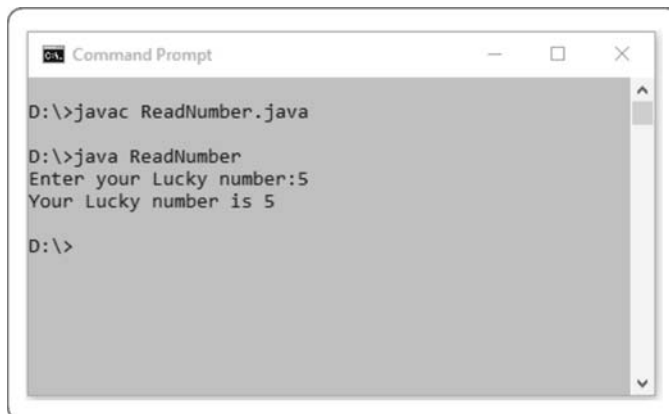 Command Prompt
D:\>javac ReadNumber.java
D:\>java ReadNumber
Enter your Lucky number:5
Your Lucky number is 5
D:\>